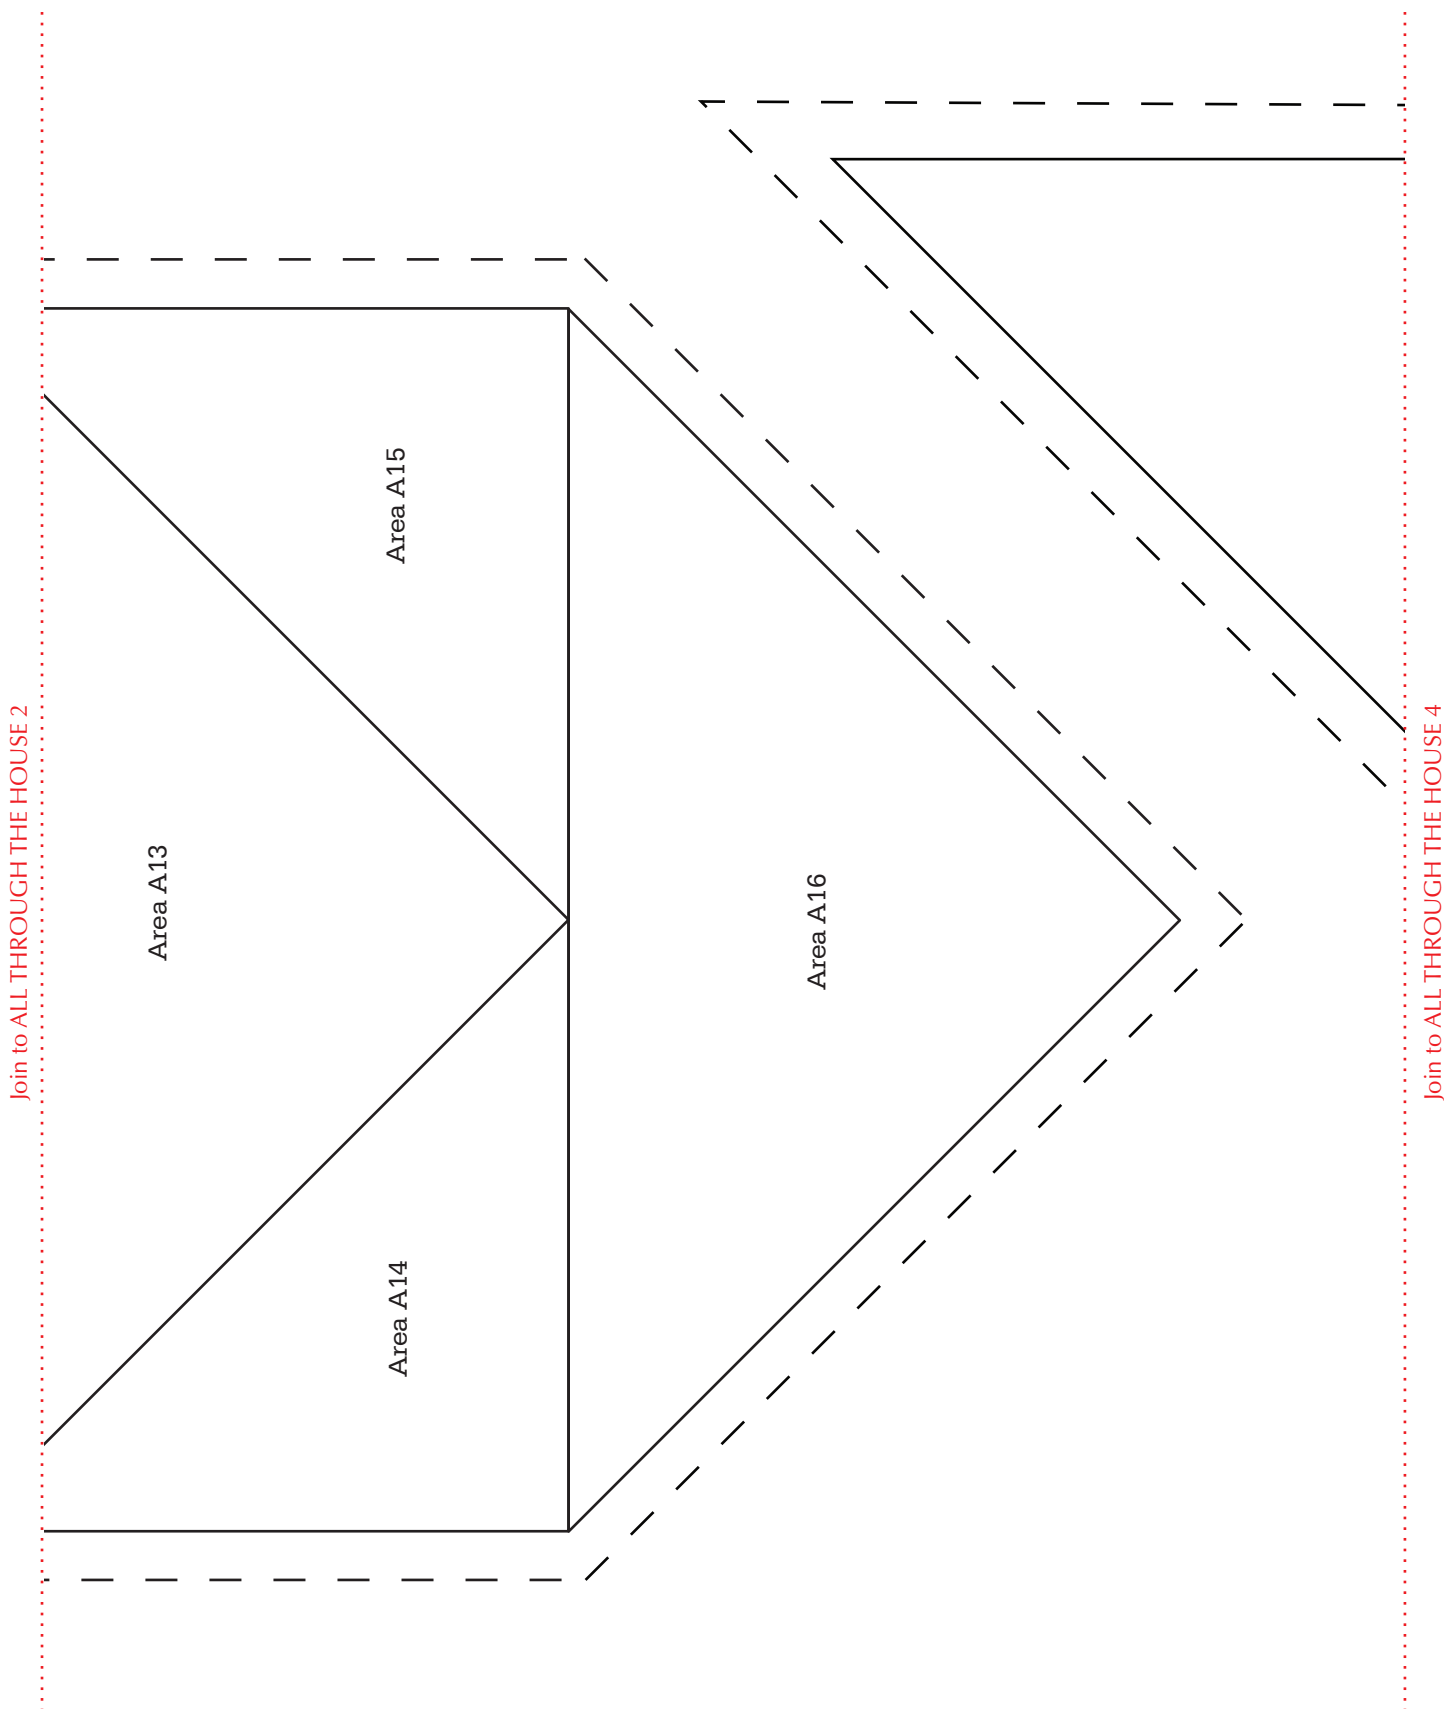 Join to ALL THROUGH THE HOUSE 2
Area A13
Area A15
Area A14
Area A16
Join to ALL THROUGH THE HOUSE 4